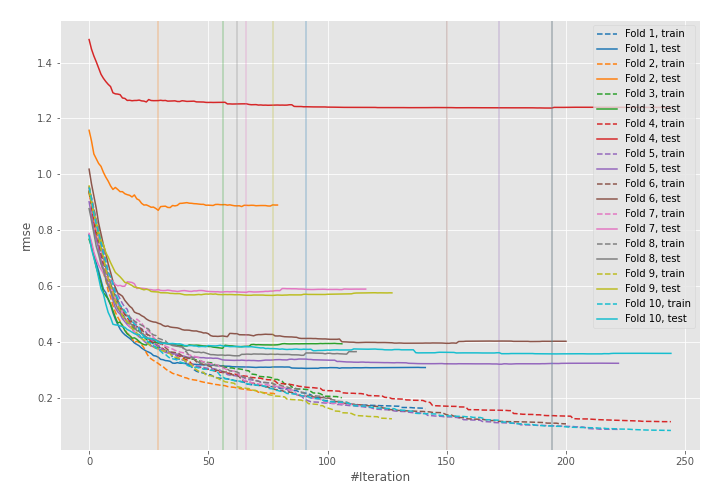 1.4
1.2
1.0
0.8
0.6
0.4
0.2
rmse
0
50
100
150
200
250
#Iteration
Fold 1, train
Fold 1, test
Fold 2, train
Fold 2, test
Fold 3, train
Fold 3, test
Fold 4, train
Fold 4, test
Fold 5, train
Fold 5, test
Fold 6, train
Fold 6, test
Fold 7, train
Fold 7, test
Fold 8, train
Fold 8, test
Fold 9, train
Fold 9, test
Fold 10, train
Fold 10, test